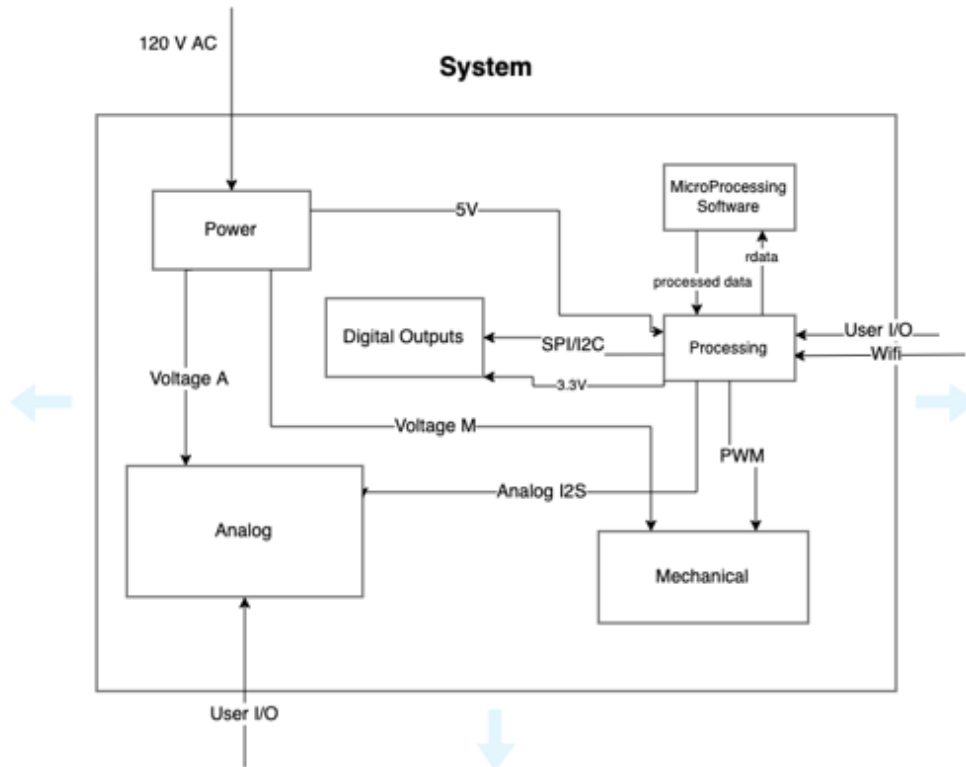 120 V AC
System
Power
5V
MicroProcessing
Software
processed data
rdata
Digital Outputs
SPI/I2C
Processing
User I/O
Wifi
3.3V
Voltage A
Voltage M
PWM
Analog I2S
Analog
Mechanical
User I/O